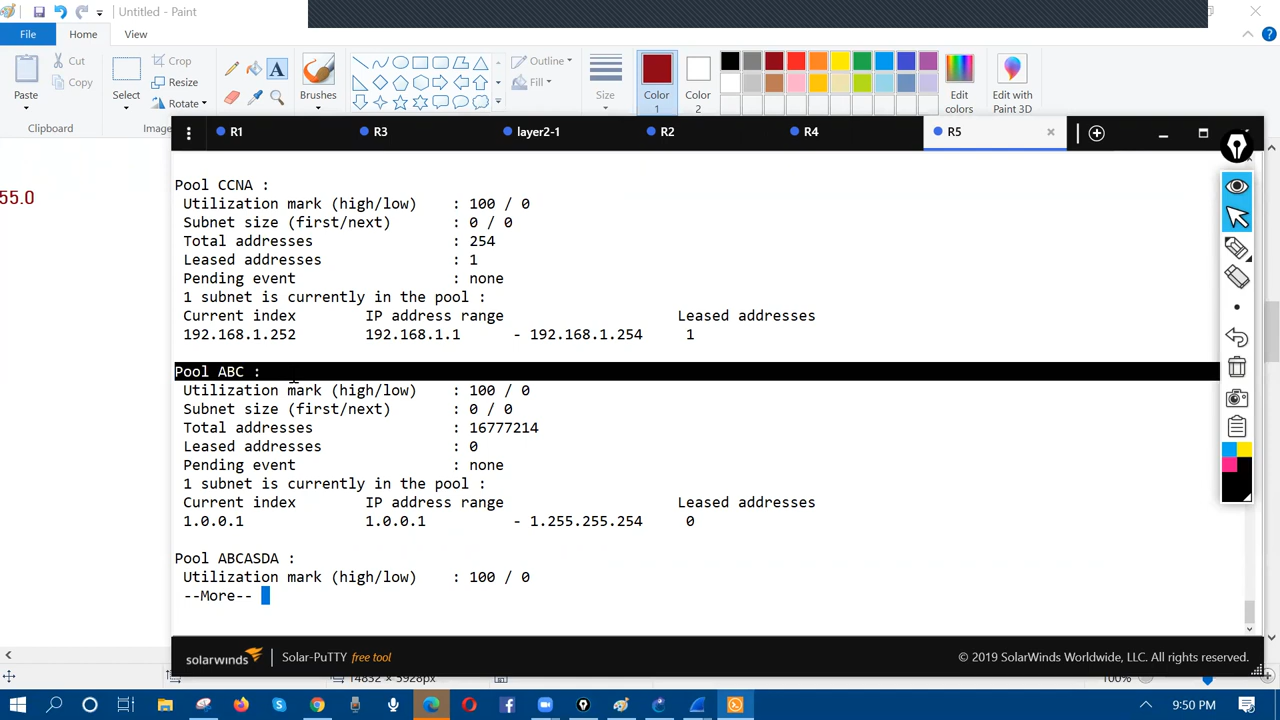 Untitled - Paint
File
Home
View
Paste
Cut
Copy
Clipboard
Select
Crop
Resize
Rotate
Image
A
Brushes
Outline
Fill
Size
Color
1
Color
2
Edit
colors
Edit with
Paint 3D
R1
R3
layer2-1
R2
R4
R5
55.0
Pool CCNA :
Utilization mark (high/low) : 100 / 0
Subnet size (first/next) : 0 / 0
Total addresses : 254
Leased addresses : 1
Pending event : none
1 subnet is currently in the pool :
Current index IP address range Leased addresses
192.168.1.252 192.168.1.1 - 192.168.1.254 1
Pool ABC :
Utilization mark (high/low) : 100 / 0
Subnet size (first/next) : 0 / 0
Total addresses : 16777214
Leased addresses : 0
Pending event : none
1 subnet is currently in the pool :
Current index IP address range Leased addresses
1.0.0.1 1.0.0.1 - 1.255.255.254 0
Pool ABCASDA :
Utilization mark (high/low) : 100 / 0
--More--
solarwinds Solar-PuTTY free tool
© 2019 SolarWinds Worldwide, LLC. All rights reserved.
14852 × 5928px
100%
9:50 PM